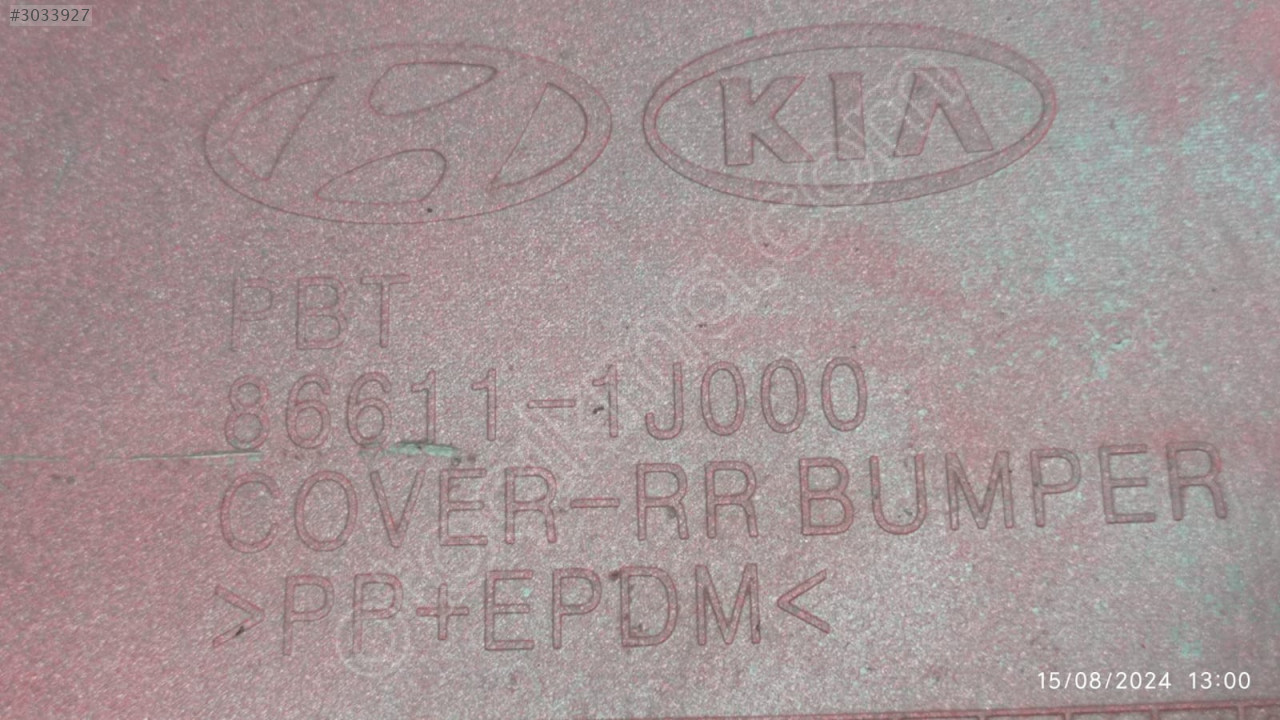 #3033927
KIA
PBT
86611-1J000
COVER-RR BUMPER
>PP+EPDM<
15/08/2024 13:00